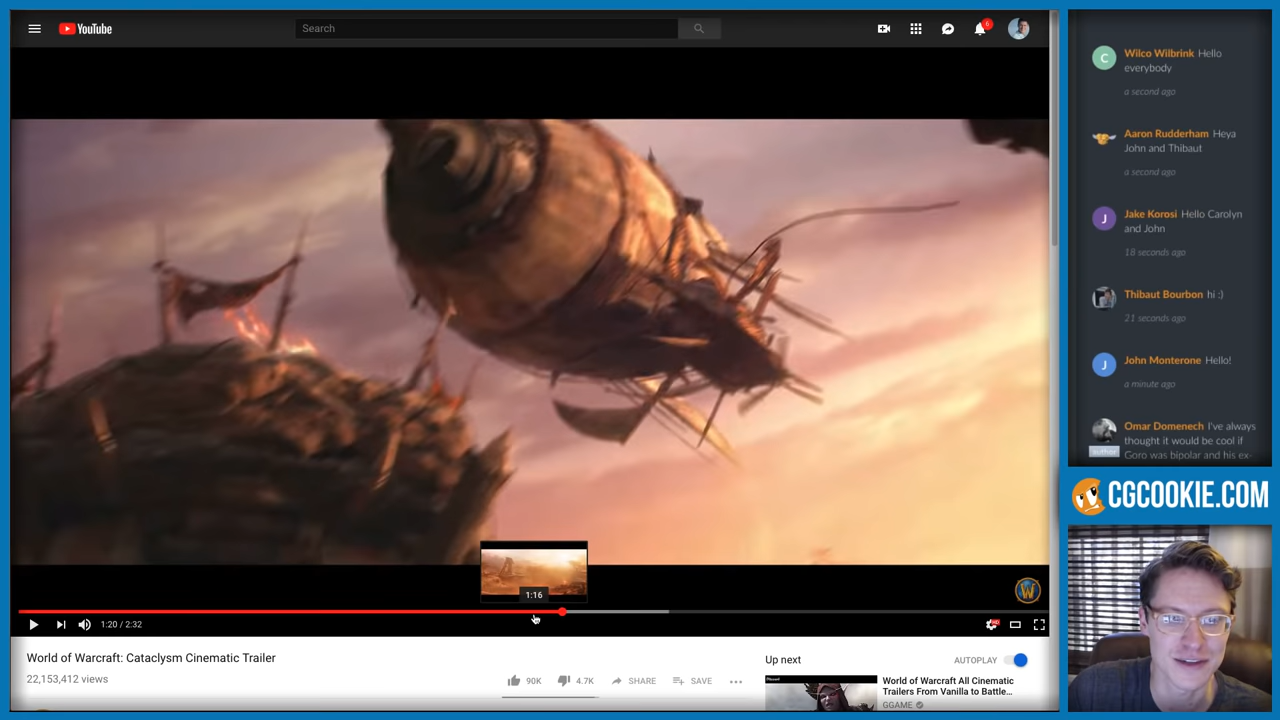 YouTube
Search
6
1:16
1:20 / 2:32
HD
World of Warcraft: Cataclysm Cinematic Trailer
22,153,412 views
90K
4.7K
SHARE
SAVE
Up next
AUTOPLAY
World of Warcraft All Cinematic
Trailers From Vanilla to Battle...
GGAME
C
Wilco Wilbrink Hello
everybody
a second ago
Aaron Rudderham Heya
John and Thibaut
a second ago
J
Jake Korosi Hello Carolyn
and John
18 seconds ago
Thibaut Bourbon hi :)
21 seconds ago
J
John Monterone Hello!
a minute ago
Omar Domenech I've always
thought it would be cool if
author
Goro was bipolar and his ex-
CGCOOKIE.COM
W